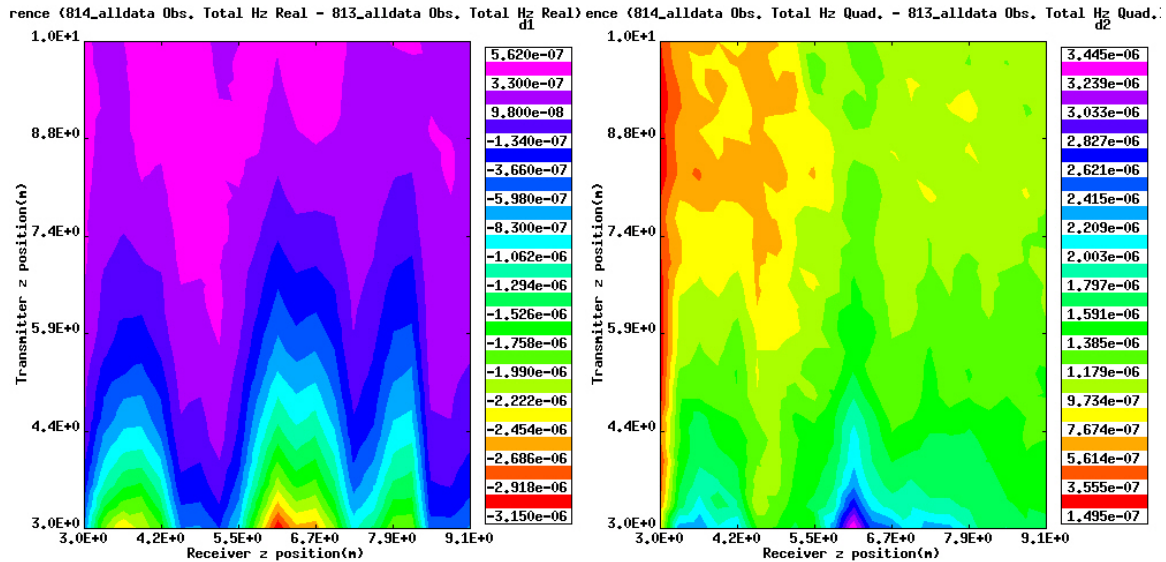 rence (814_alldata Obs. Total Hz Real - 813_alldata Obs. Total Hz Real)
d1
1.0E+1
8.8E+0
7.4E+0
5.9E+0
4.4E+0
3.0E+0
Transmitter z position(m)
3.0E+0 4.2E+0 5.5E+0 6.7E+0 7.9E+0 9.1E+0
Receiver z position(m)
5.620e-07
3.300e-07
9.800e-08
-1.340e-07
-3.660e-07
-5.980e-07
-8.300e-07
-1.062e-06
-1.294e-06
-1.526e-06
-1.758e-06
-1.990e-06
-2.222e-06
-2.454e-06
-2.686e-06
-2.918e-06
-3.150e-06
ence (814_alldata Obs. Total Hz Quad. - 813_alldata Obs. Total Hz Quad.)
d2
1.0E+1
8.8E+0
7.4E+0
5.9E+0
4.4E+0
3.0E+0
Transmitter z position(m)
3.0E+0 4.2E+0 5.5E+0 6.7E+0 7.9E+0 9.1E+0
Receiver z position(m)
3.445e-06
3.239e-06
3.033e-06
2.827e-06
2.621e-06
2.415e-06
2.209e-06
2.003e-06
1.797e-06
1.591e-06
1.385e-06
1.179e-06
9.734e-07
7.674e-07
5.614e-07
3.555e-07
1.495e-07